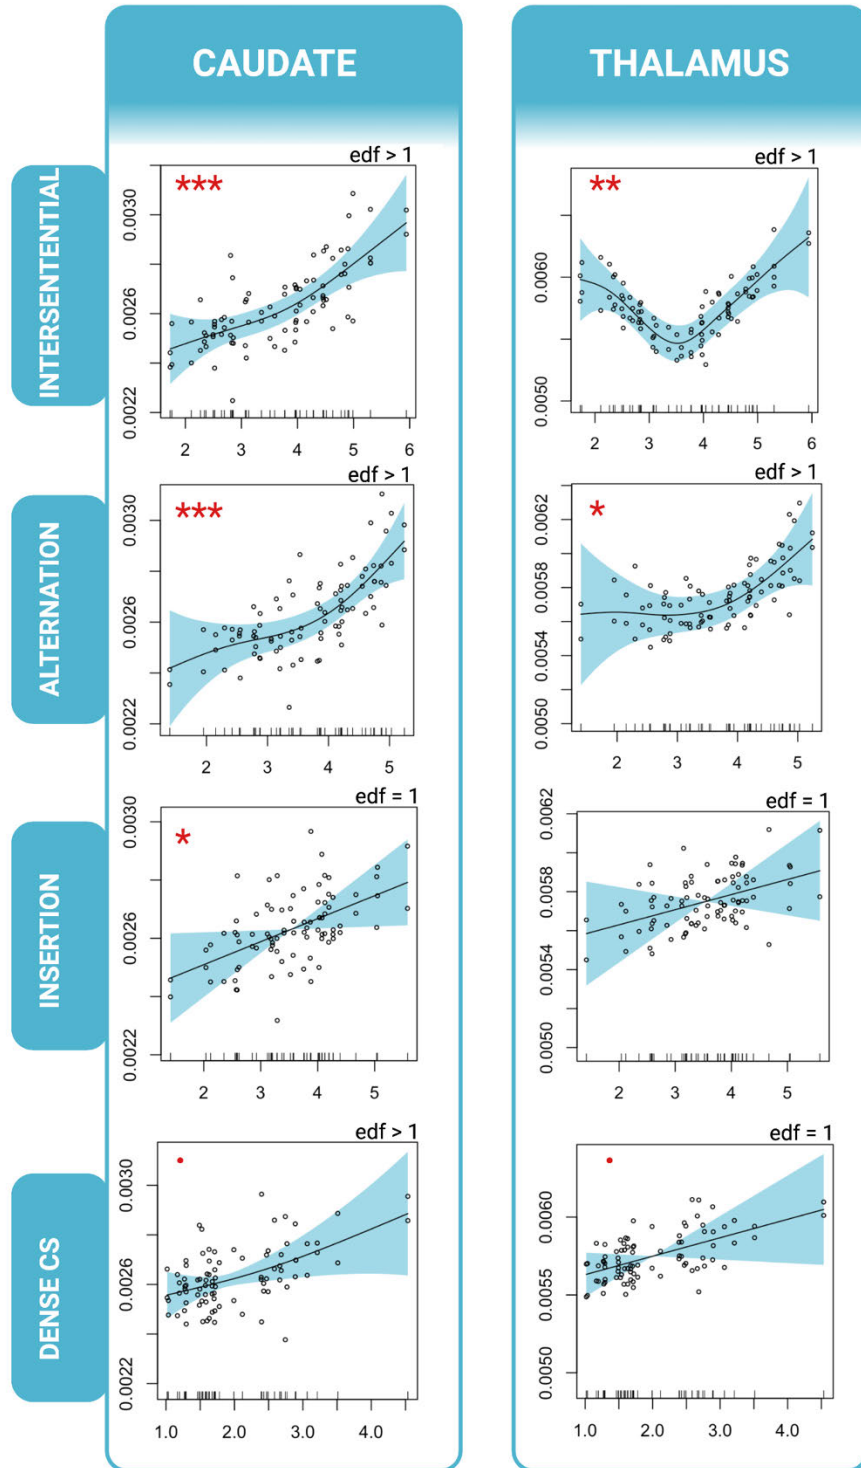 CAUDATE
THALAMUS
INTERSENTENTIAL
edf > 1
***
0.0030
0.0026
0.0022
2 3 4 5 6
edf > 1
**
0.0060
0.0050
2 3 4 5 6
ALTERNATION
edf > 1
***
0.0030
0.0026
0.0022
2 3 4 5
edf > 1
*
0.0062
0.0058
0.0054
0.0050
2 3 4 5
INSERTION
edf = 1
*
0.0030
0.0026
0.0022
2 3 4 5
edf = 1
0.0062
0.0058
0.0054
0.0050
2 3 4 5
DENSE CS
edf > 1
0.0030
0.0026
0.0022
1.0 2.0 3.0 4.0
edf = 1
0.0060
0.0055
0.0050
1.0 2.0 3.0 4.0